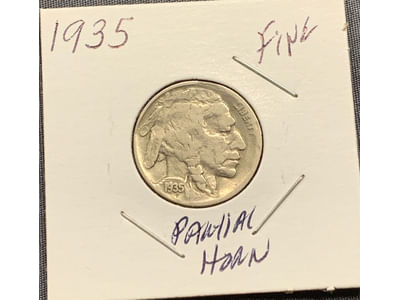 1935
FINE
LIBERTY
1935
PARTIAL
HORN